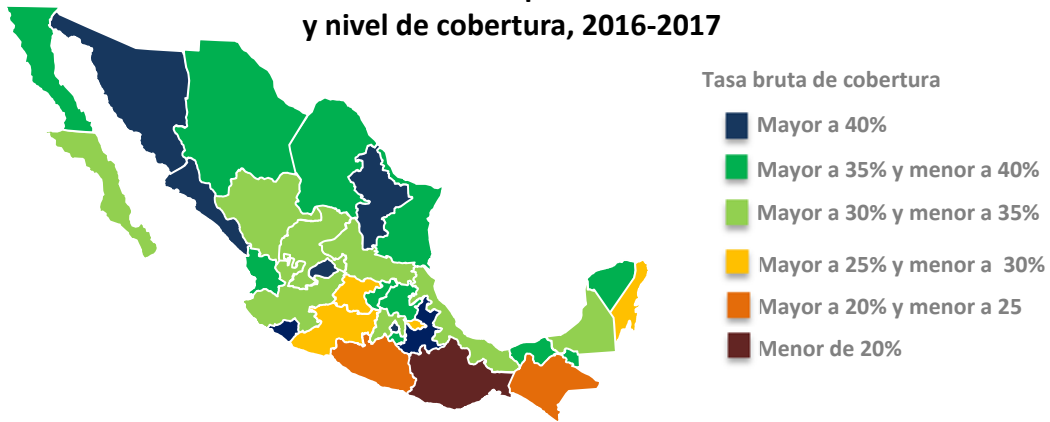 y nivel de cobertura, 2016-2017
Tasa bruta de cobertura
Mayor a 40%
Mayor a 35% y menor a 40%
Mayor a 30% y menor a 35%
Mayor a 25% y menor a 30%
Mayor a 20% y menor a 25
Menor de 20%